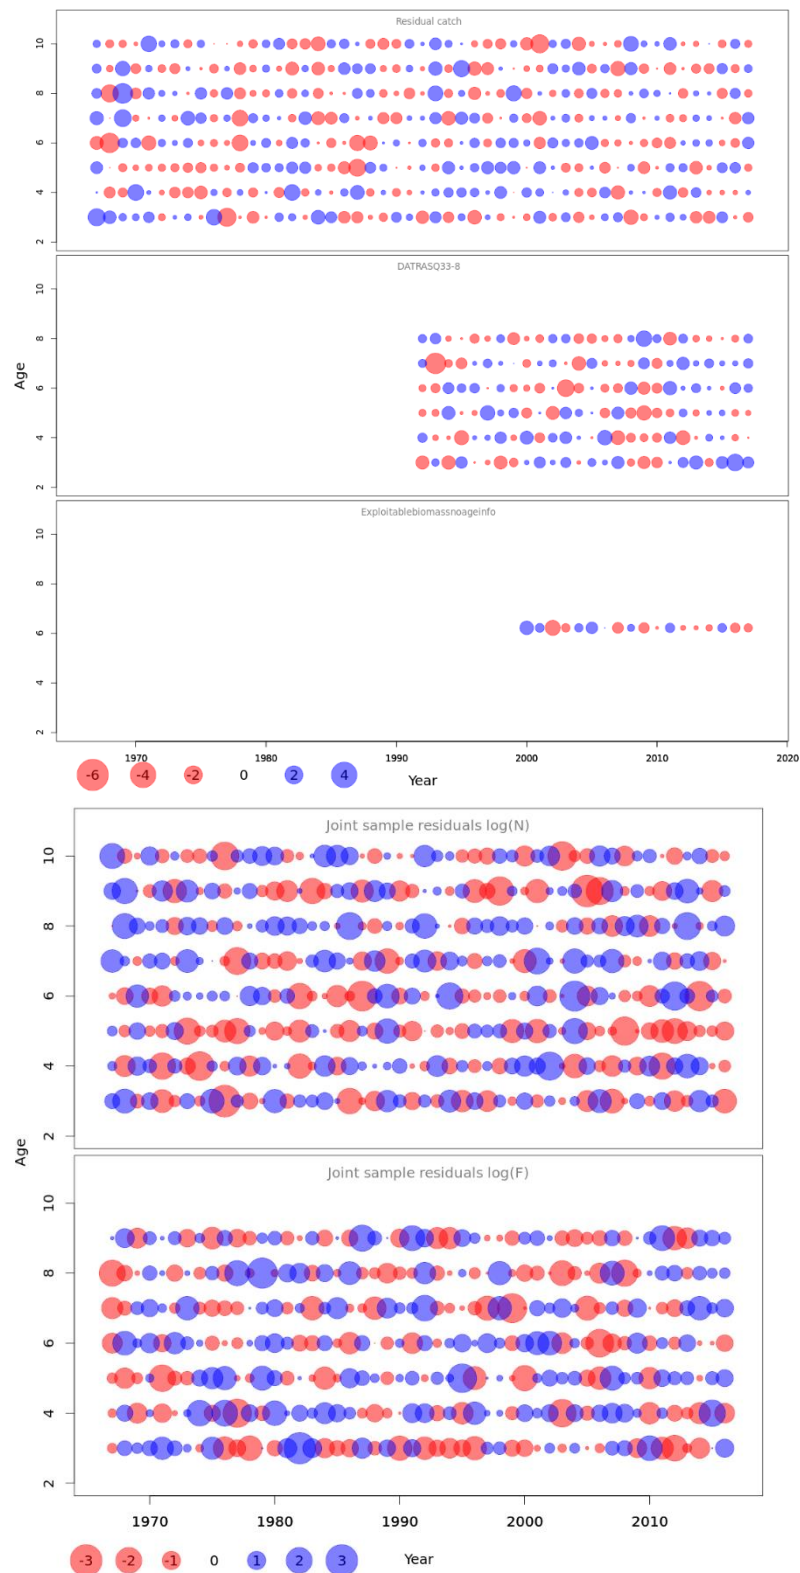 Residual catch
10
8
6
4
2
DATRASQ33-8
10
8
6
4
2
Age
Exploitablebiomassnoageinfo
10
8
6
4
2
1970 1980 1990 2000 2010 2020
-6 -4 -2 0 2 4 Year
Joint sample residuals log(N)
10
8
6
4
2
Age
Joint sample residuals log(F)
10
8
6
4
2
1970 1980 1990 2000 2010
-3 -2 -1 0 1 2 3 Year